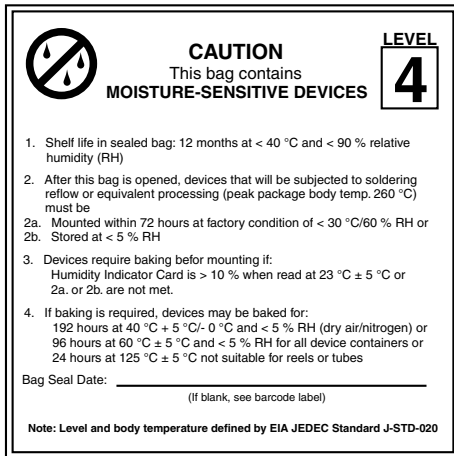 LEVEL
CAUTION
This bag contains
MOISTURE-SENSITIVE DEVICES
4
1. Shelf life in sealed bag: 12 months at < 40 °C and < 90 % relative
humidity (RH)
2. After this bag is opened, devices that will be subjected to soldering
reflow or equivalent processing (peak package body temp. 260 °C)
must be
2a. Mounted within 72 hours at factory condition of < 30 °C/60 % RH or
2b. Stored at < 5 % RH
3. Devices require baking befor mounting if:
Humidity Indicator Card is > 10 % when read at 23 °C ± 5 °C or
2a. or 2b. are not met.
4. If baking is required, devices may be baked for:
192 hours at 40 °C + 5 °C/- 0 °C and < 5 % RH (dry air/nitrogen) or
96 hours at 60 °C ± 5 °C and < 5 % RH for all device containers or
24 hours at 125 °C ± 5 °C not suitable for reels or tubes
Bag Seal Date:
(If blank, see barcode label)
Note: Level and body temperature defined by EIA JEDEC Standard J-STD-020